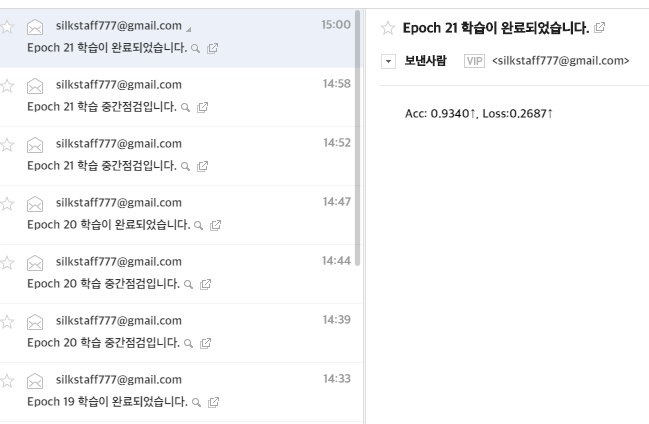 silkstaff777@gmail.com 15:00
Epoch 21 학습이 완료되었습니다.
silkstaff777@gmail.com 14:58
Epoch 21 학습 중간점검입니다.
silkstaff777@gmail.com 14:52
Epoch 21 학습 중간점검입니다.
silkstaff777@gmail.com 14:47
Epoch 20 학습이 완료되었습니다.
silkstaff777@gmail.com 14:44
Epoch 20 학습 중간점검입니다.
silkstaff777@gmail.com 14:39
Epoch 20 학습 중간점검입니다.
silkstaff777@gmail.com 14:33
Epoch 19 학습이 완료되었습니다.
Epoch 21 학습이 완료되었습니다.
보낸사람 VIP <silkstaff777@gmail.com>
Acc: 0.9340↑, Loss:0.2687↑